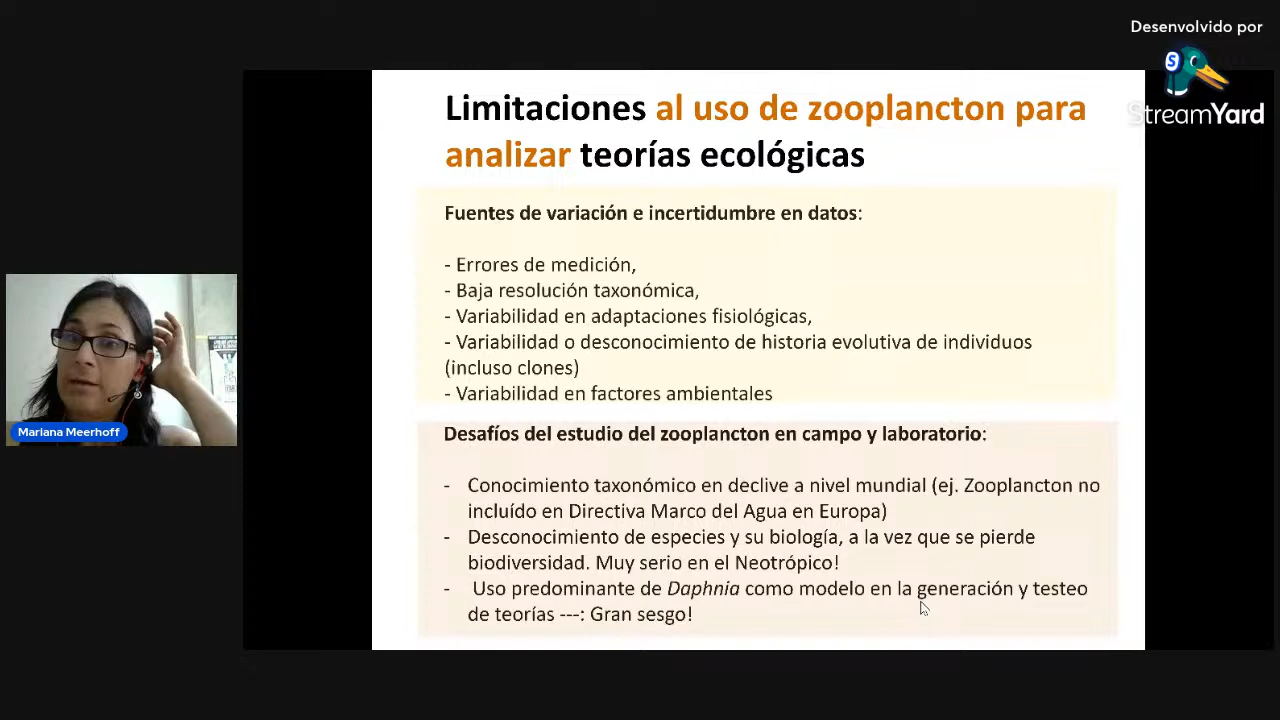 Desenvolvido por
StreamYard
Limitaciones al uso de zooplancton para
analizar teorías ecológicas
Fuentes de variación e incertidumbre en datos:
- Errores de medición,
- Baja resolución taxonómica,
- Variabilidad en adaptaciones fisiológicas,
- Variabilidad o desconocimiento de historia evolutiva de individuos
(incluso clones)
- Variabilidad en factores ambientales
Desafíos del estudio del zooplancton en campo y laboratorio:
- Conocimiento taxonómico en declive a nivel mundial (ej. Zooplancton no
incluído en Directiva Marco del Agua en Europa)
- Desconocimiento de especies y su biología, a la vez que se pierde
biodiversidad. Muy serio en el Neotrópico!
- Uso predominante de Daphnia como modelo en la generación y testeo
de teorías ---: Gran sesgo!
Mariana Meerhoff